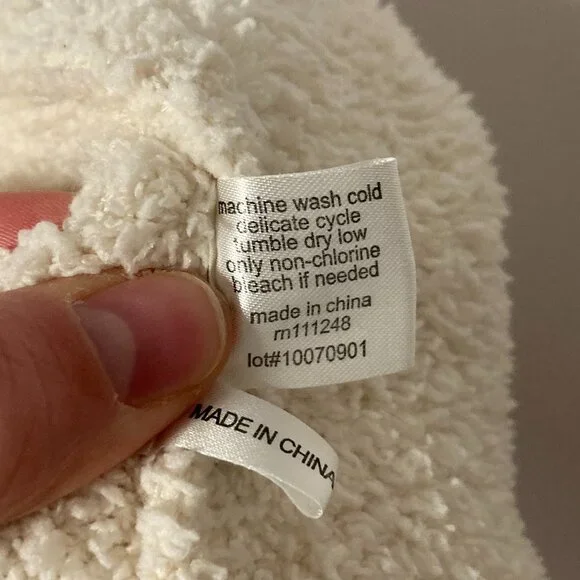 machine wash cold
delicate cycle
tumble dry low
only non-chlorine
bleach if needed
made in china
rn111248
lot#10070901
MADE IN CHINA